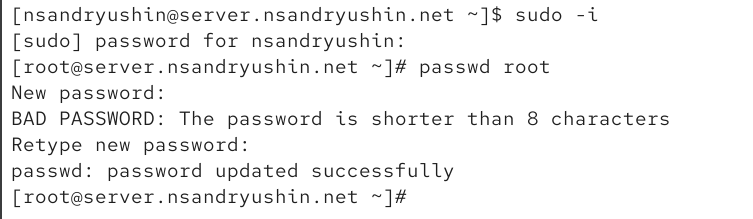 [nsandryushin@server.nsandryushin.net ~]$ sudo -i
[sudo] password for nsandryushin:
[root@server.nsandryushin.net ~]# passwd root
New password:
BAD PASSWORD: The password is shorter than 8 characters
Retype new password:
passwd: password updated successfully
[root@server.nsandryushin.net ~]#